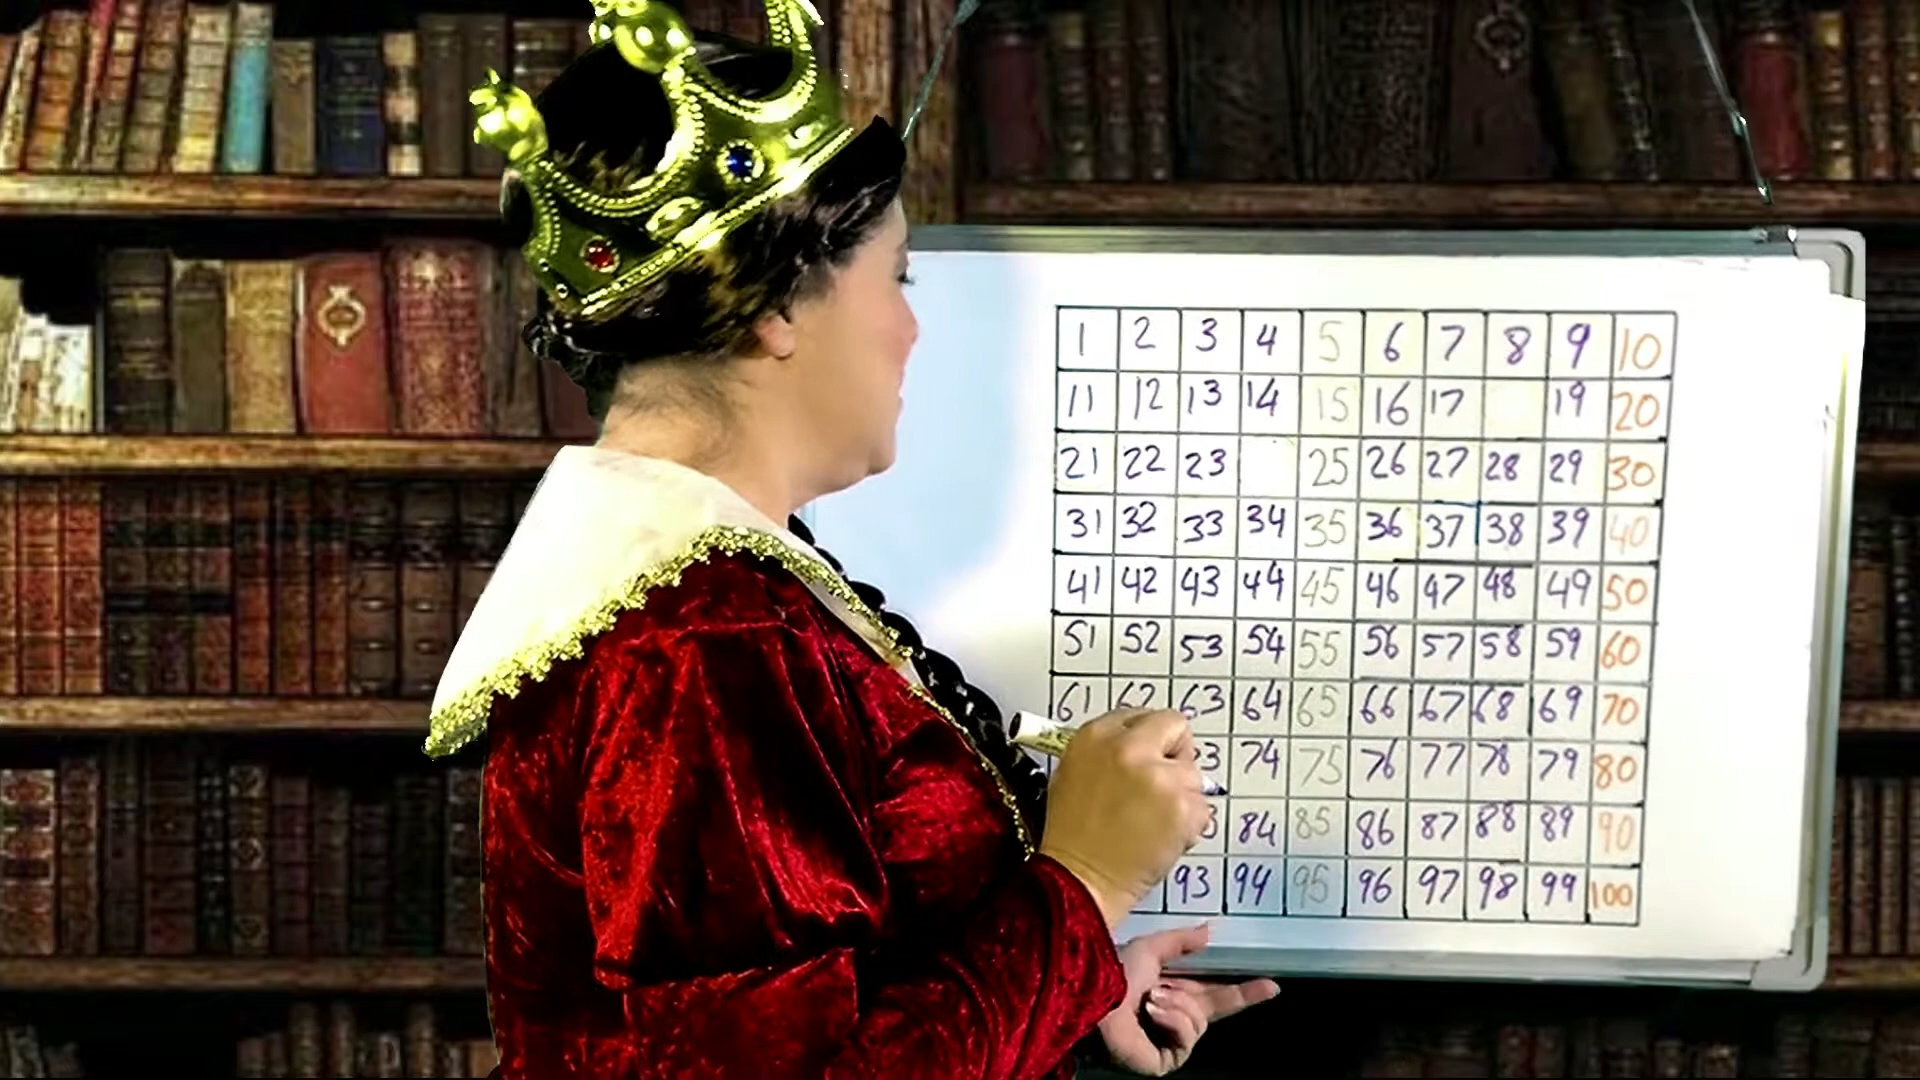 1 2 3 4 5 6 7 8 9 10
11 12 13 14 15 16 17 19 20
21 22 23 25 26 27 28 29 30
31 32 33 34 35 36 37 38 39 40
41 42 43 44 45 46 47 48 49 50
51 52 53 54 55 56 57 58 59 60
61 62 63 64 65 66 67 68 69 70
74 75 76 77 78 79 80
84 85 86 87 88 89 90
93 94 95 96 97 98 99 100